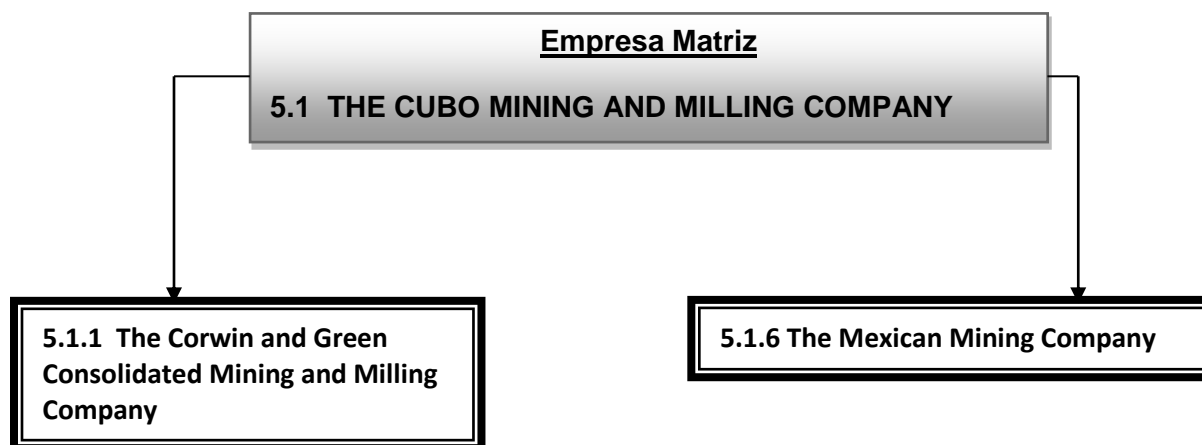 Empresa Matriz
5.1 THE CUBO MINING AND MILLING COMPANY
5.1.1 The Corwin and Green
Consolidated Mining and Milling
Company
5.1.6 The Mexican Mining Company